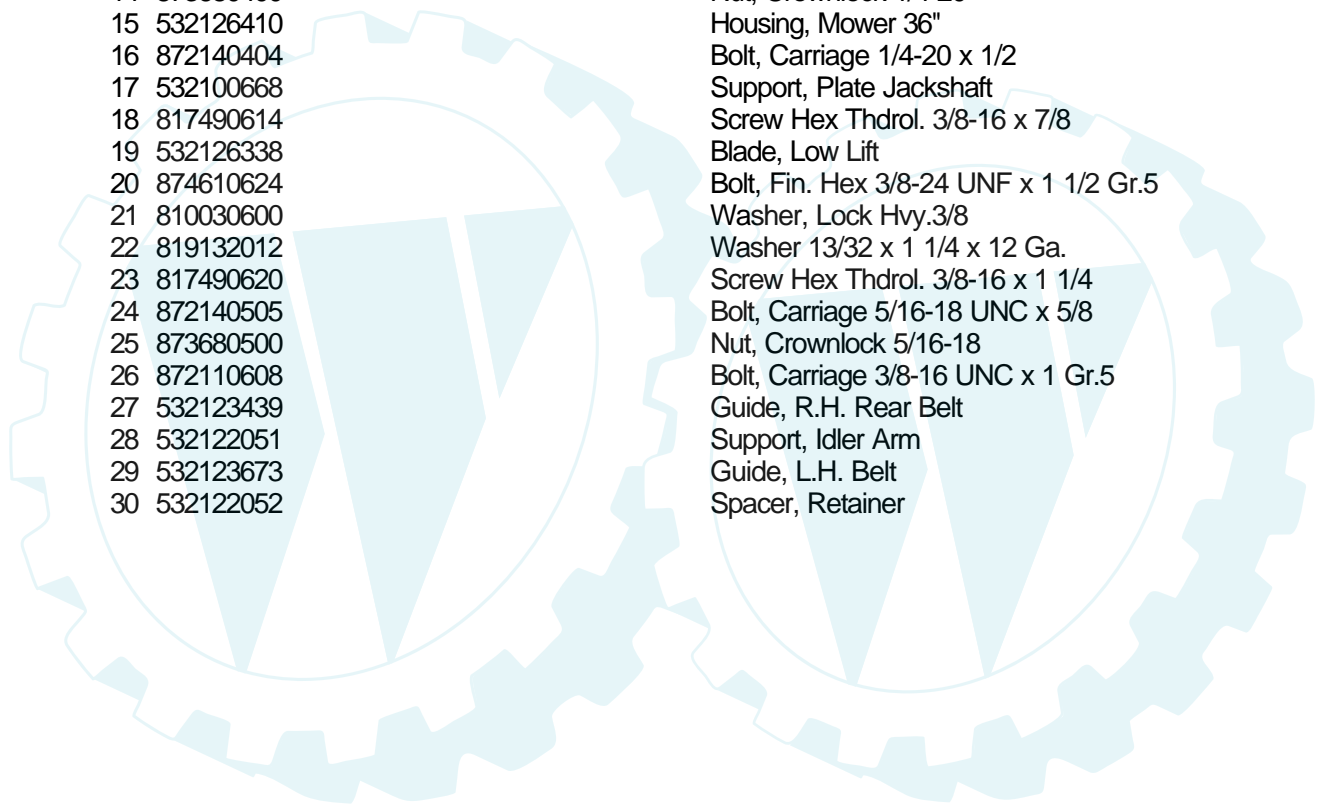 15 532126410 Housing, Mower 36"
16 872140404 Bolt, Carriage 1/4-20 x 1/2
17 532100668 Support, Plate Jackshaft
18 817490614 Screw Hex Thdrol. 3/8-16 x 7/8
19 532126338 Blade, Low Lift
20 874610624 Bolt, Fin. Hex 3/8-24 UNF x 1 1/2 Gr.5
21 810030600 Washer, Lock Hvy.3/8
22 819132012 Washer 13/32 x 1 1/4 x 12 Ga.
23 817490620 Screw Hex Thdrol. 3/8-16 x 1 1/4
24 872140505 Bolt, Carriage 5/16-18 UNC x 5/8
25 873680500 Nut, Crownlock 5/16-18
26 872110608 Bolt, Carriage 3/8-16 UNC x 1 Gr.5
27 532123439 Guide, R.H. Rear Belt
28 532122051 Support, Idler Arm
29 532123673 Guide, L.H. Belt
30 532122052 Spacer, Retainer